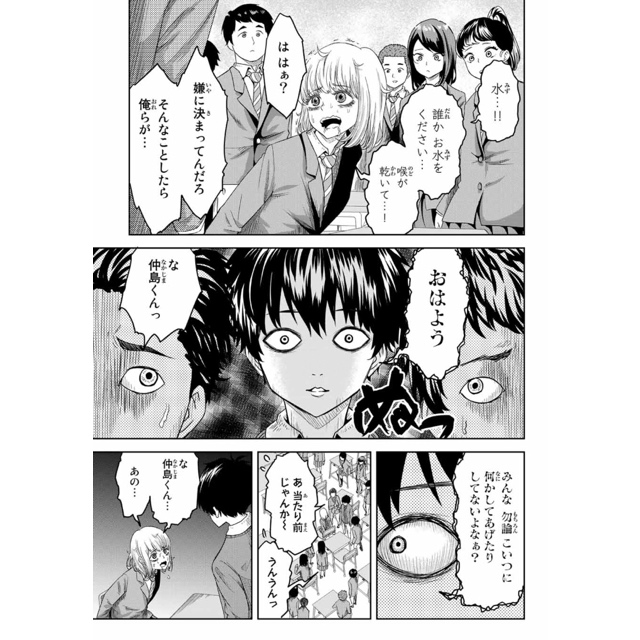 水…!!
誰か お水を
ください…
喉が
乾いて…!
は はぁ?
嫌に決まってんだろ
そんなことしたら
俺らが…
おはよう
ぬっ
な
仲島くんっ
みんな 勿論こいつに
何かしてあげたり
してないよなぁ?
あ 当たり前
じゃんか~
うんうんっ
な
仲島くん…
あの…